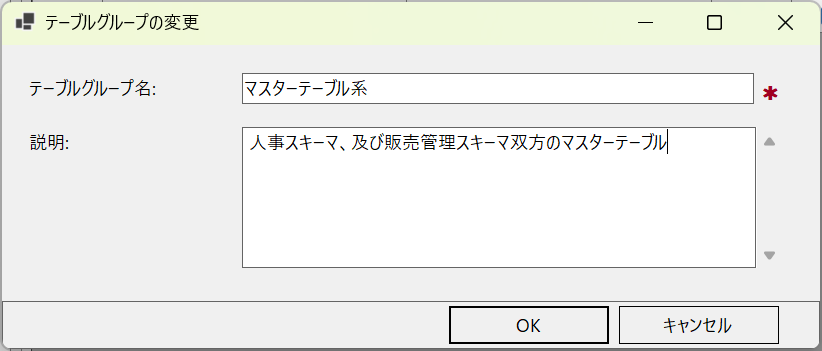 テーブルグループの変更
テーブルグループ名:
マスターテーブル系
*
説明:
人事スキーマ、及び販売管理スキーマ双方のマスターテーブル
OK
キャンセル